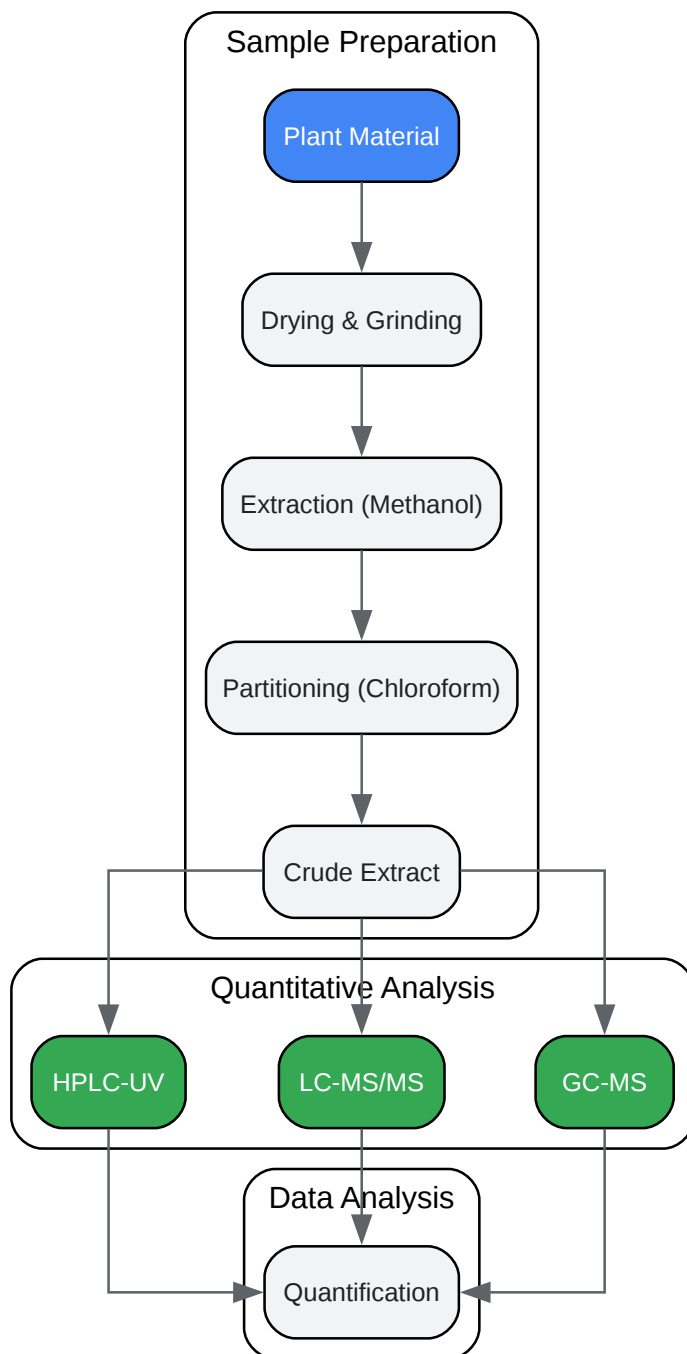 Sample Preparation
Plant Material
Drying & Grinding
Extraction (Methanol)
Partitioning (Chloroform)
Crude Extract
Quantitative Analysis
HPLC-UV
LC-MS/MS
GC-MS
Data Analysis
Quantification